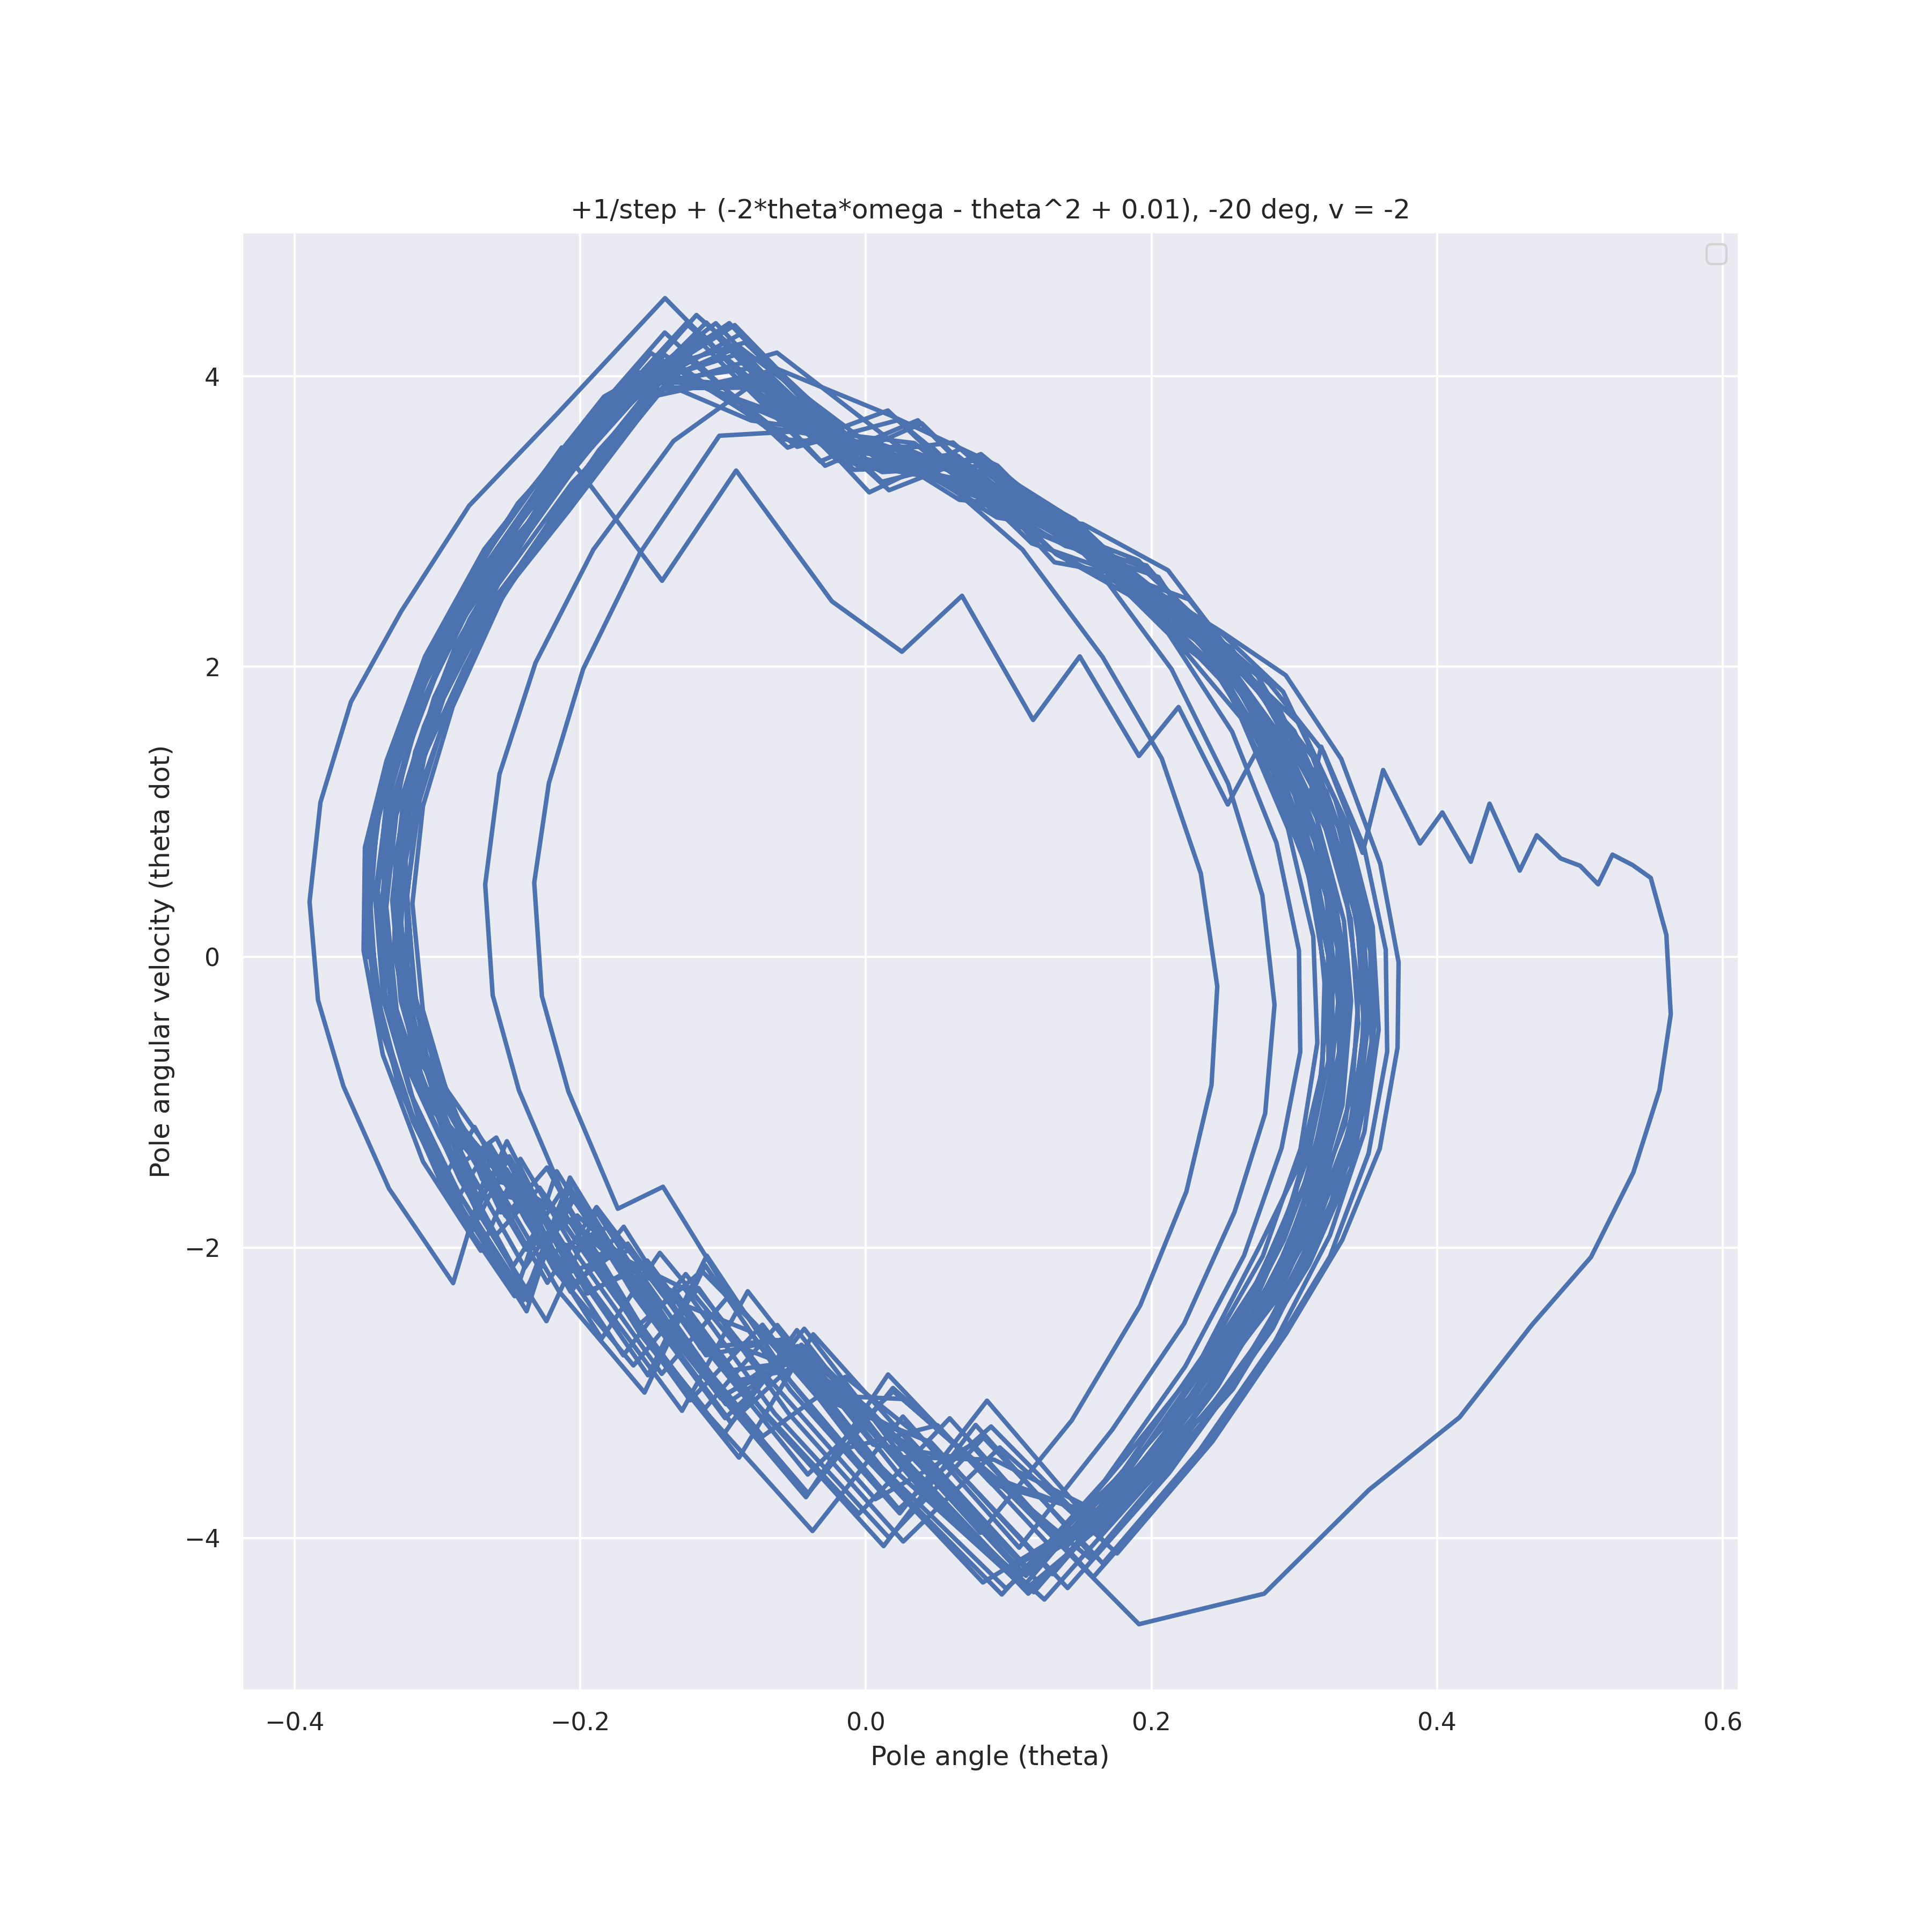 +1/step + (-2*theta*omega - theta^2 + 0.01), -20 deg, v = -2
Pole angular velocity (theta dot)
4
2
0
−2
−4
−0.4 −0.2 0.0 0.2 0.4 0.6
Pole angle (theta)